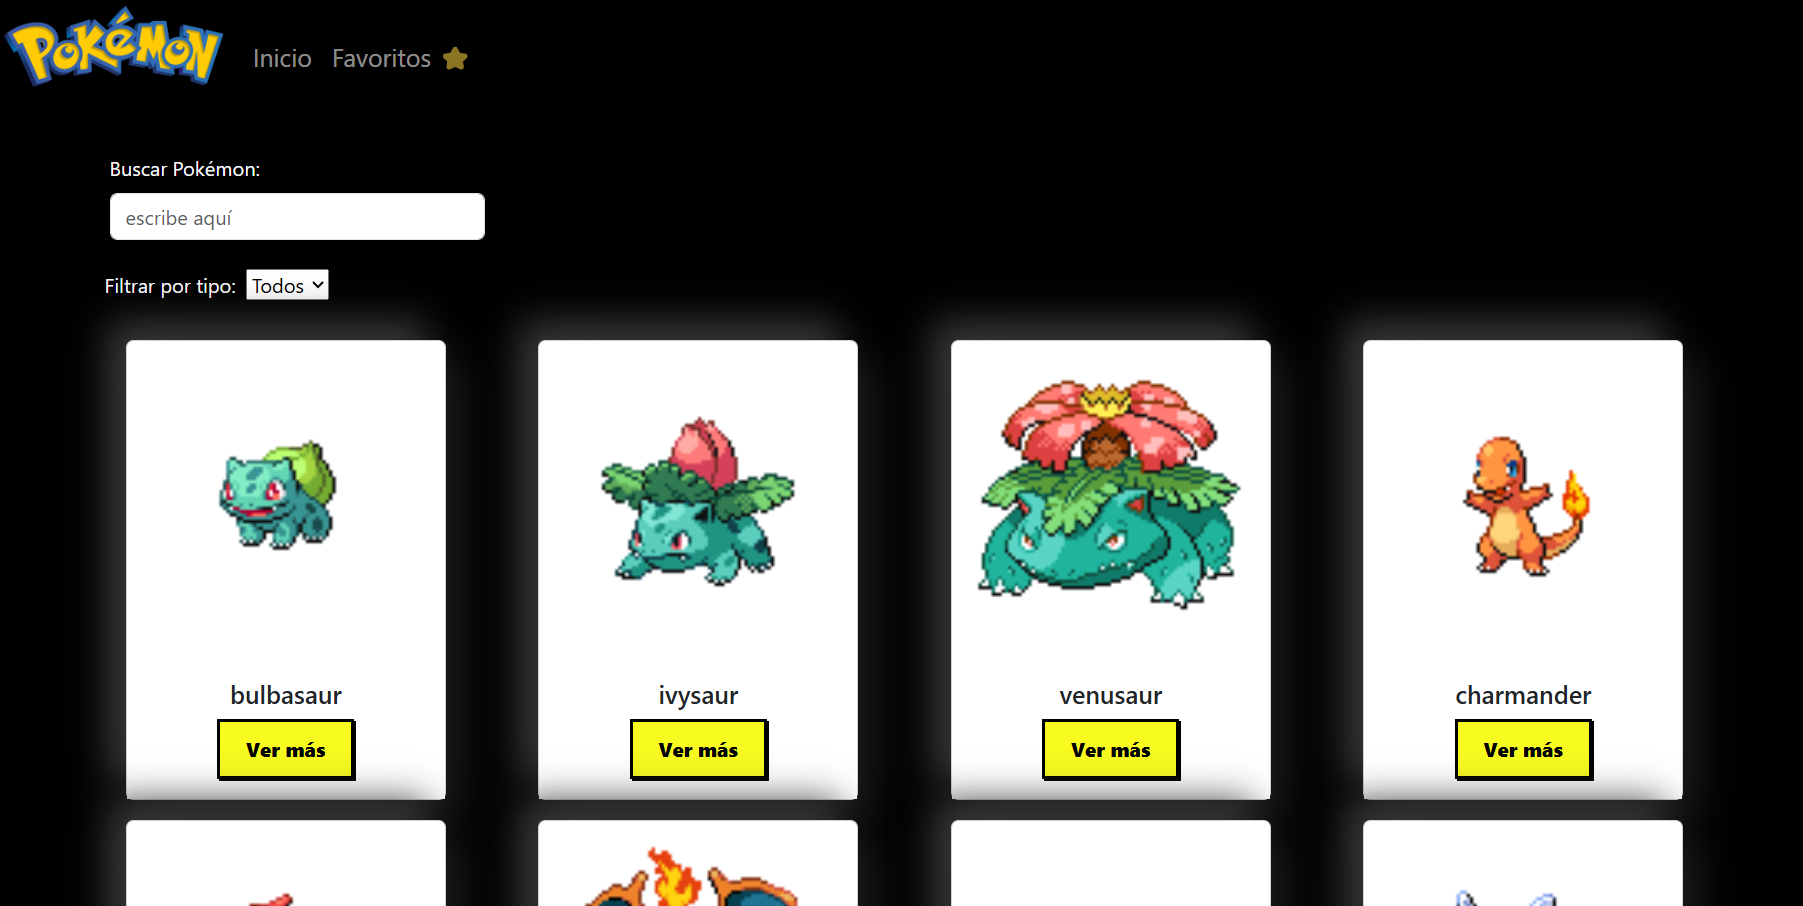 Pokémon
Inicio Favoritos
Buscar Pokémon:
escribe aquí
Filtrar por tipo: Todos
bulbasaur ivysaur venusaur charmander
Ver más Ver más Ver más Ver más